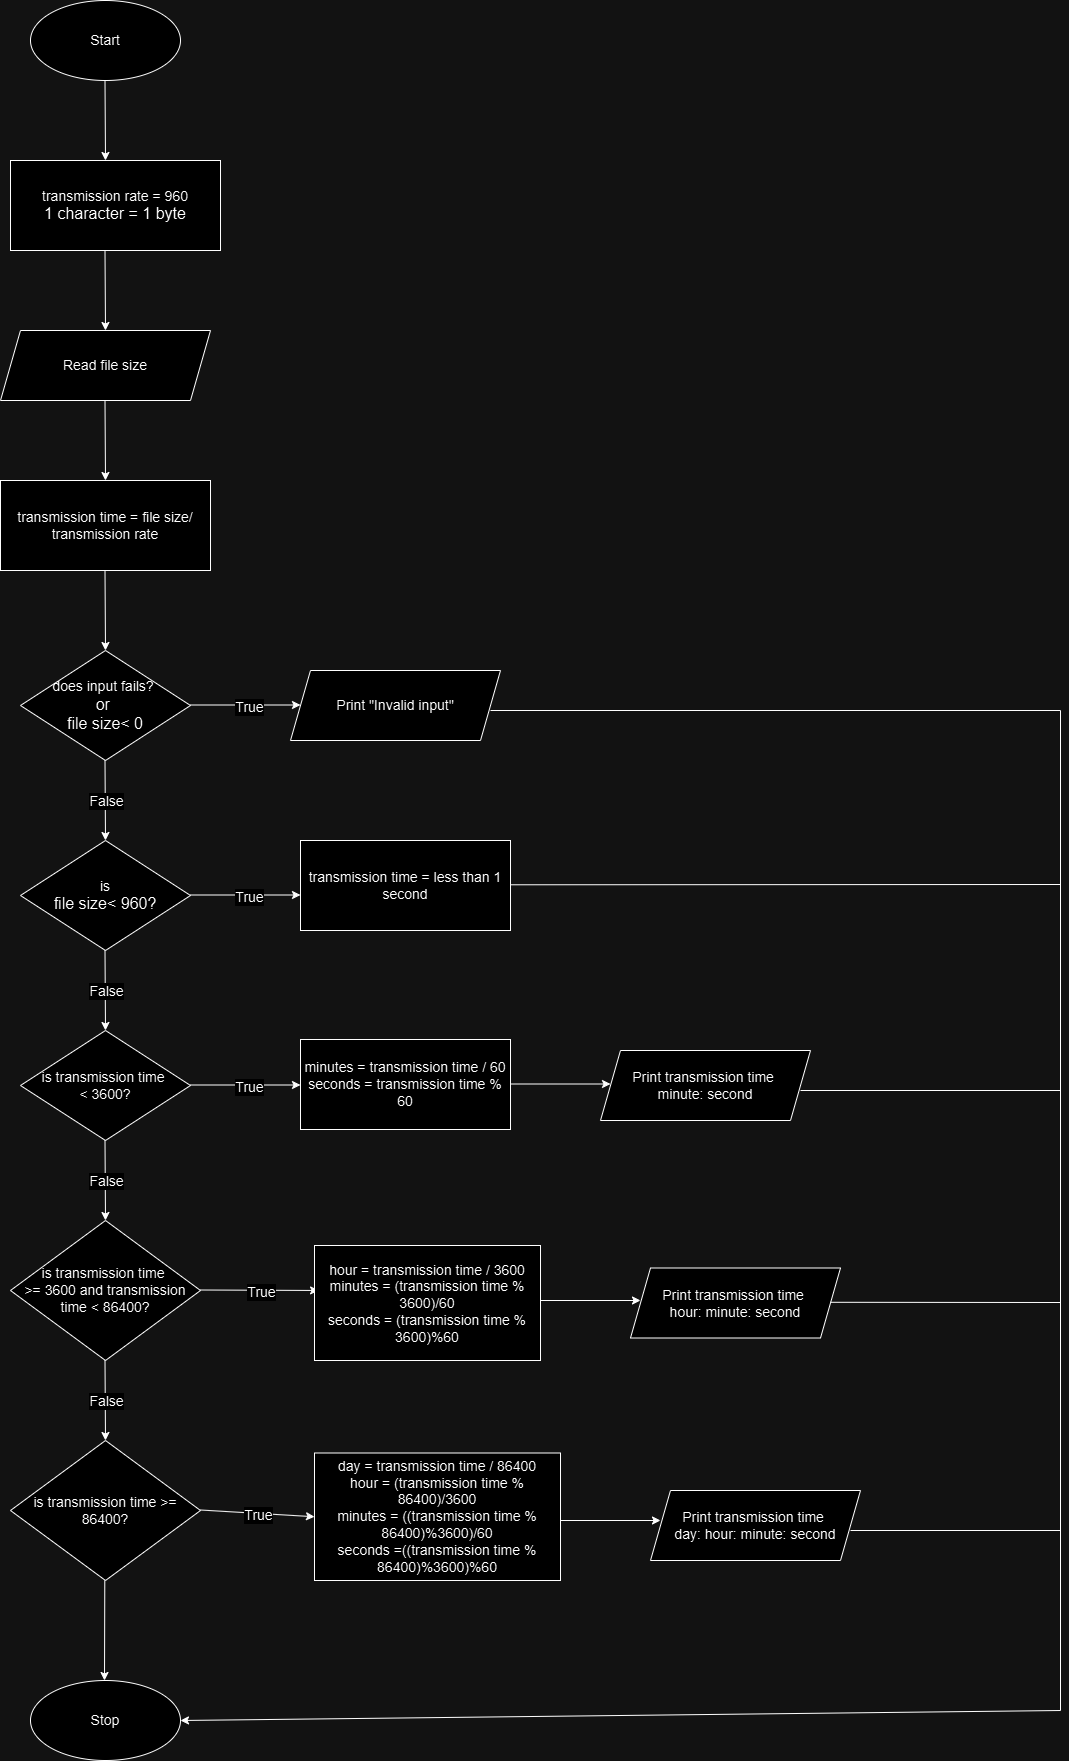 Start
transmission rate = 960
1 character = 1 byte
Read file size
transmission time = file size/
transmission rate
does input fails?
or
file size< 0
True
Print "Invalid input"
False
is
file size< 960?
True
transmission time = less than 1
second
False
is transmission time
< 3600?
True
minutes = transmission time / 60
seconds = transmission time %
60
Print transmission time
minute: second
False
is transmission time
>= 3600 and transmission
time < 86400?
True
hour = transmission time / 3600
minutes = (transmission time %
3600)/60
seconds = (transmission time %
3600)%60
Print transmission time
hour: minute: second
False
is transmission time >=
86400?
True
day = transmission time / 86400
hour = (transmission time %
86400)/3600
minutes = ((transmission time %
86400)%3600)/60
seconds =((transmission time %
86400)%3600)%60
Print transmission time
day: hour: minute: second
Stop